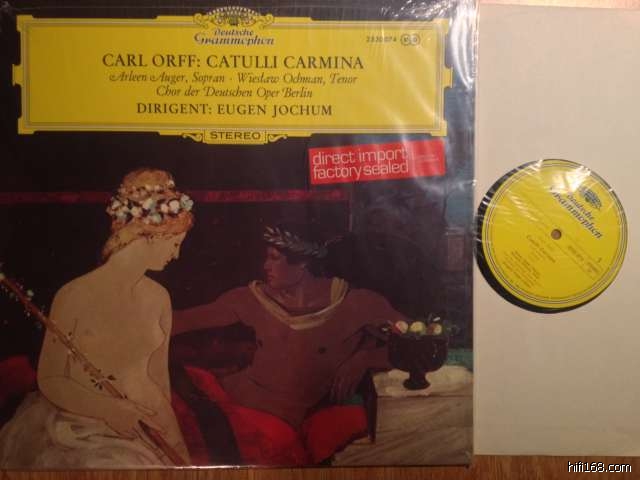 Deutsche
Grammophon
2530 074
CARL ORFF: CATULLI CARMINA
Arleen Auger, Sopran · Wiesław Ochman, Tenor
Chor der Deutschen Oper Berlin
DIRIGENT: EUGEN JOCHUM
STEREO
direct import
factory sealed
Deutsche
Grammophon
hifi168.com